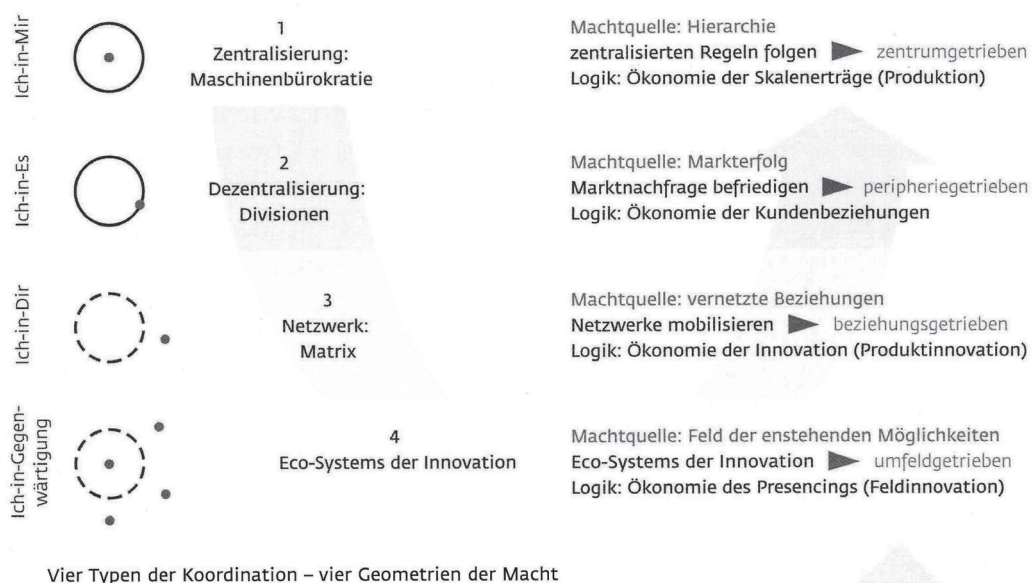 Ich-in-Mir
1
Zentralisierung:
Maschinenbürokratie
Machtquelle: Hierarchie
zentralisierten Regeln folgen ▶ zentrumgetrieben
Logik: Ökonomie der Skalenerträge (Produktion)
Ich-in-Es
2
Dezentralisierung:
Divisionen
Machtquelle: Markterfolg
Marktnachfrage befriedigen ▶ peripheriegetrieben
Logik: Ökonomie der Kundenbeziehungen
Ich-in-Dir
3
Netzwerk:
Matrix
Machtquelle: vernetzte Beziehungen
Netzwerke mobilisieren ▶ beziehungsgetrieben
Logik: Ökonomie der Innovation (Produktinnovation)
Ich-in-Gegen-
wärtigung
4
Eco-Systems der Innovation
Machtquelle: Feld der enstehenden Möglichkeiten
Eco-Systems der Innovation ▶ umfeldgetrieben
Logik: Ökonomie des Presencings (Feldinnovation)
Vier Typen der Koordination – vier Geometrien der Macht